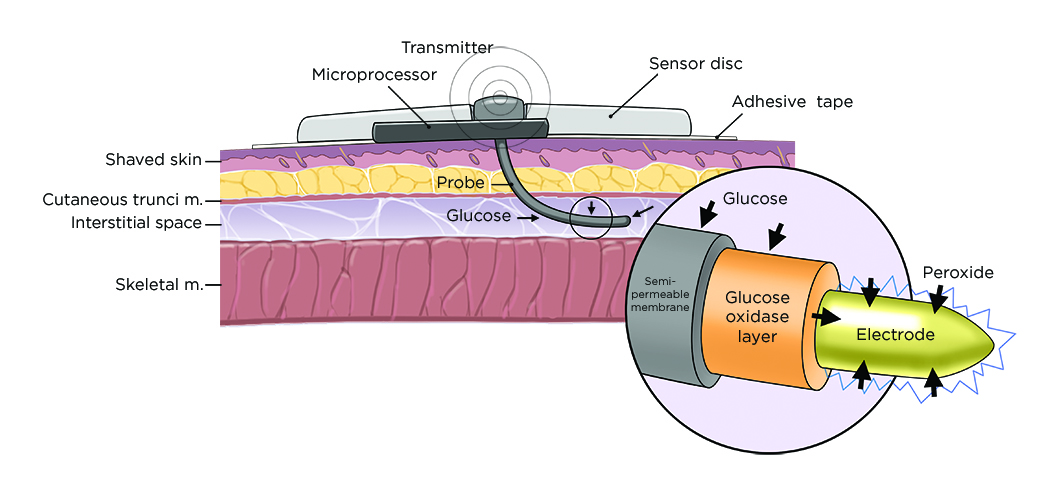 Transmitter
Microprocessor
Sensor disc
Adhesive tape
Shaved skin
Probe
Cutaneous trunci m.
Glucose
Interstitial space
Skeletal m.
Glucose
Semi-
permeable
membrane
Glucose
oxidase
layer
Peroxide
Electrode